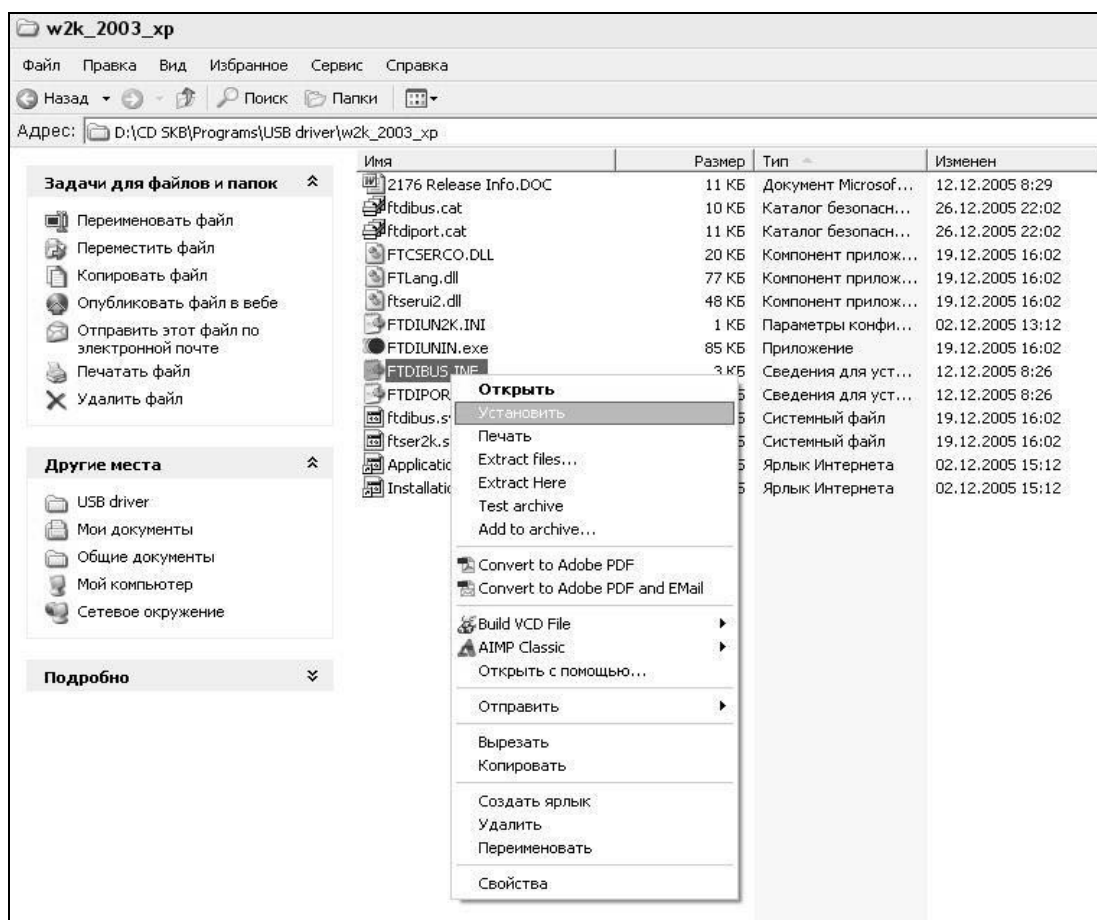 w2k_2003_xp
Файл Правка Вид Избранное Сервис Справка
Назад Поиск Папки
Адрес: D:\CD SKB\Programs\USB driver\w2k_2003_xp
Задачи для файлов и папок
Переименовать файл
Переместить файл
Копировать файл
Опубликовать файл в вебе
Отправить этот файл по
электронной почте
Печатать файл
Удалить файл
Другие места
USB driver
Мои документы
Общие документы
Мой компьютер
Сетевое окружение
Подробно
Имя Размер Тип Изменен
2176 Release Info.DOC 11 КБ Документ Microsof... 12.12.2005 8:29
ftdibus.cat 10 КБ Каталог безопасн... 26.12.2005 22:02
ftdiport.cat 11 КБ Каталог безопасн... 26.12.2005 22:02
FTCSERCO.DLL 20 КБ Компонент прилож... 19.12.2005 16:02
FTLang.dll 77 КБ Компонент прилож... 19.12.2005 16:02
ftserui2.dll 48 КБ Компонент прилож... 19.12.2005 16:02
FTDIUN2K.INI 1 КБ Параметры конфи... 02.12.2005 13:12
FTDIUNIN.exe 85 КБ Приложение 19.12.2005 16:02
FTDIBUS.INF 3 КБ Сведения для уст... 12.12.2005 8:26
FTDIPOR Б Сведения для уст... 12.12.2005 8:26
ftdibus.s Б Системный файл 19.12.2005 16:02
ftser2k.s Б Системный файл 19.12.2005 16:02
Applicatio Б Ярлык Интернета 02.12.2005 15:12
Installatio Б Ярлык Интернета 02.12.2005 15:12
Открыть
Установить
Печать
Extract files...
Extract Here
Test archive
Add to archive...
Convert to Adobe PDF
Convert to Adobe PDF and EMail
Build VCD File
AIMP Classic
Открыть с помощью...
Отправить
Вырезать
Копировать
Создать ярлык
Удалить
Переименовать
Свойства